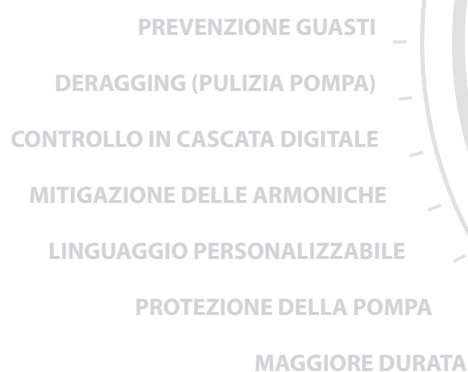 PREVENZIONE GUASTI
DERAGGING (PULIZIA POMPA)
CONTROLLO IN CASCATA DIGITALE
MITIGAZIONE DELLE ARMONICHE
LINGUAGGIO PERSONALIZZABILE
PROTEZIONE DELLA POMPA
MAGGIORE DURATA